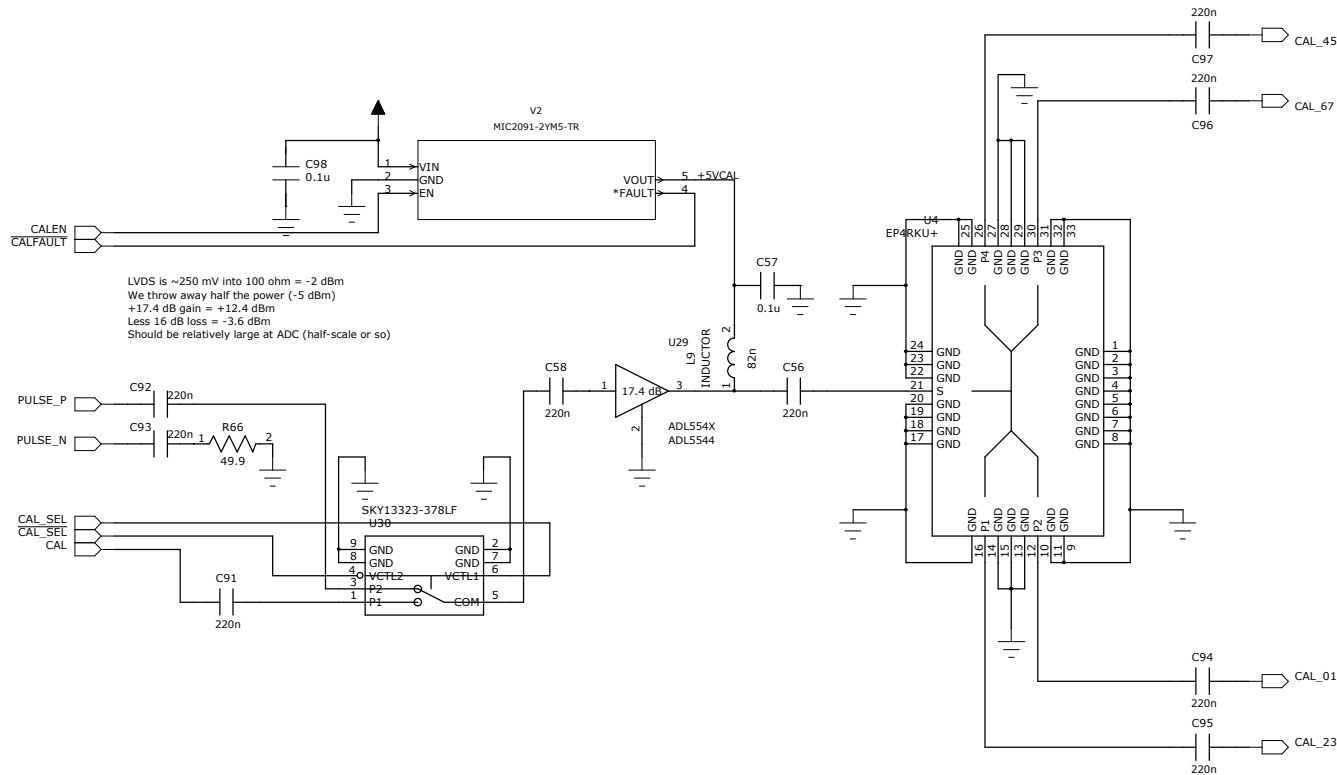 220n
C97
CAL_45
220n
C96
CAL_67
V2
MIC2091-2YM5-TR
C98
0.1u
1 VIN
2 GND
3 EN
VOUT 5 +5VCAL
*FAULT 4
CALEN
CALFAULT
U4
EP4RKU+
25 26 27 28 29 30 31 32 33
GND GND P4 GND GND GND P3 GND GND
LVDS is ~250 mV into 100 ohm = -2 dBm
We throw away half the power (-5 dBm)
+17.4 dB gain = +12.4 dBm
Less 16 dB loss = -3.6 dBm
Should be relatively large at ADC (half-scale or so)
C57
0.1u
U29
L9
INDUCTOR
2
1
82n
24 GND
23 GND
22 GND
21 S
20 GND
19 GND
18 GND
17 GND
GND 1
GND 2
GND 3
GND 4
GND 5
GND 6
GND 7
GND 8
C58
220n
1 17.4 dB 3
2
ADL554X
ADL5544
C56
220n
PULSE_P
C92
220n
PULSE_N
C93
220n
1 R66 2
49.9
CAL_SEL
CAL_SEL
CAL
SKY13323-378LF
U30
9 GND
8 GND
4 VCTL2
3 P2
1 P1
GND 2
GND 7
VCTL1 6
COM 5
C91
220n
GND P1 GND GND GND P2 GND GND
16 14 15 13 12 10 11 9
C94
220n
CAL_01
C95
220n
CAL_23